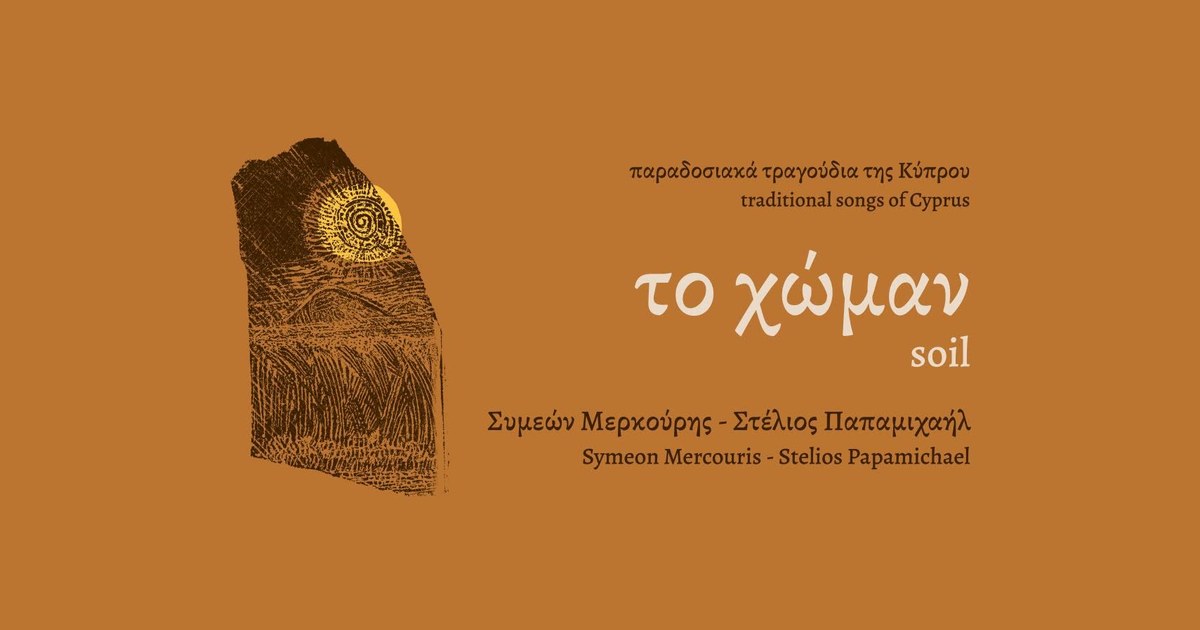 παραδοσιακά τραγούδια της Κύπρου
traditional songs of Cyprus
το χώμαν
soil
Συμεών Μερκούρης - Στέλιος Παπαμιχαήλ
Symeon Mercouris - Stelios Papamichael